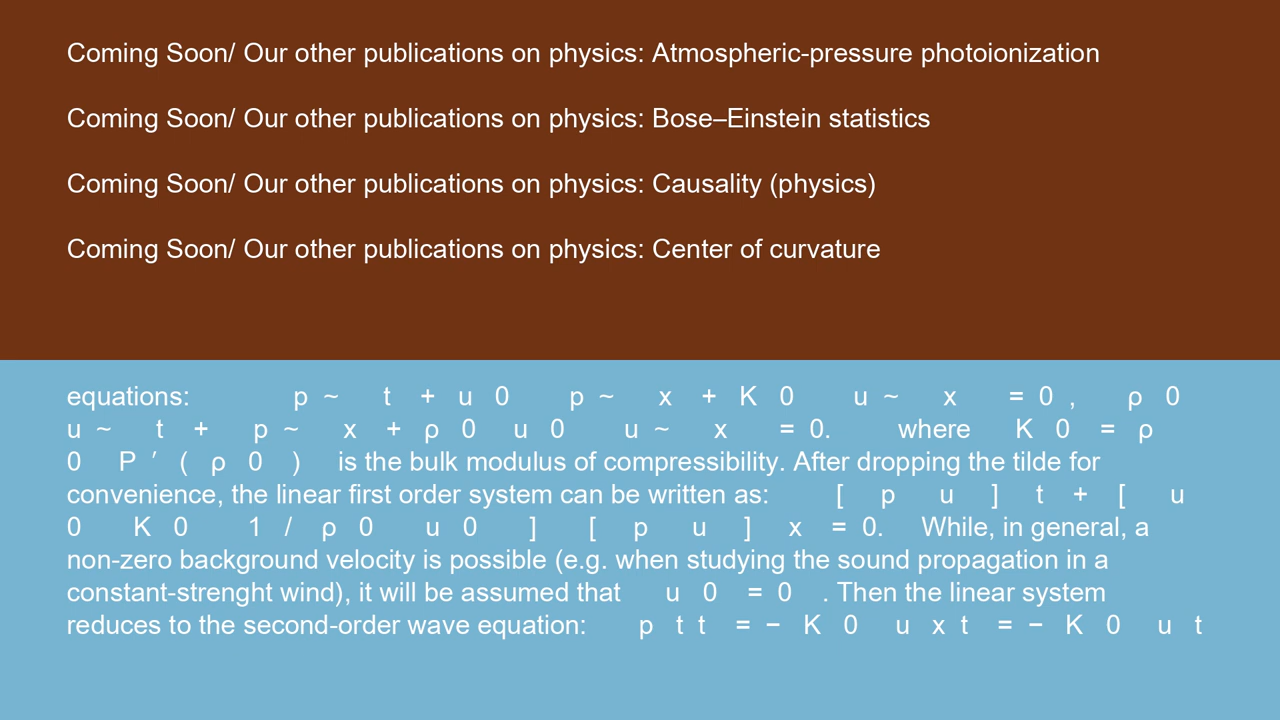 Coming Soon/ Our other publications on physics: Atmospheric-pressure photoionization
Coming Soon/ Our other publications on physics: Bose–Einstein statistics
Coming Soon/ Our other publications on physics: Causality (physics)
Coming Soon/ Our other publications on physics: Center of curvature
equations: p ~ t + u 0 p ~ x + K 0 u ~ x = 0 , ρ 0
u ~ t + p ~ x + ρ 0 u 0 u ~ x = 0. where K 0 = ρ
0 P ′ ( ρ 0 ) is the bulk modulus of compressibility. After dropping the tilde for
convenience, the linear first order system can be written as: [ p u ] t + [ u
0 K 0 1 / ρ 0 u 0 ] [ p u ] x = 0. While, in general, a
non-zero background velocity is possible (e.g. when studying the sound propagation in a
constant-strenght wind), it will be assumed that u 0 = 0 . Then the linear system
reduces to the second-order wave equation: p t t = − K 0 u x t = − K 0 u t